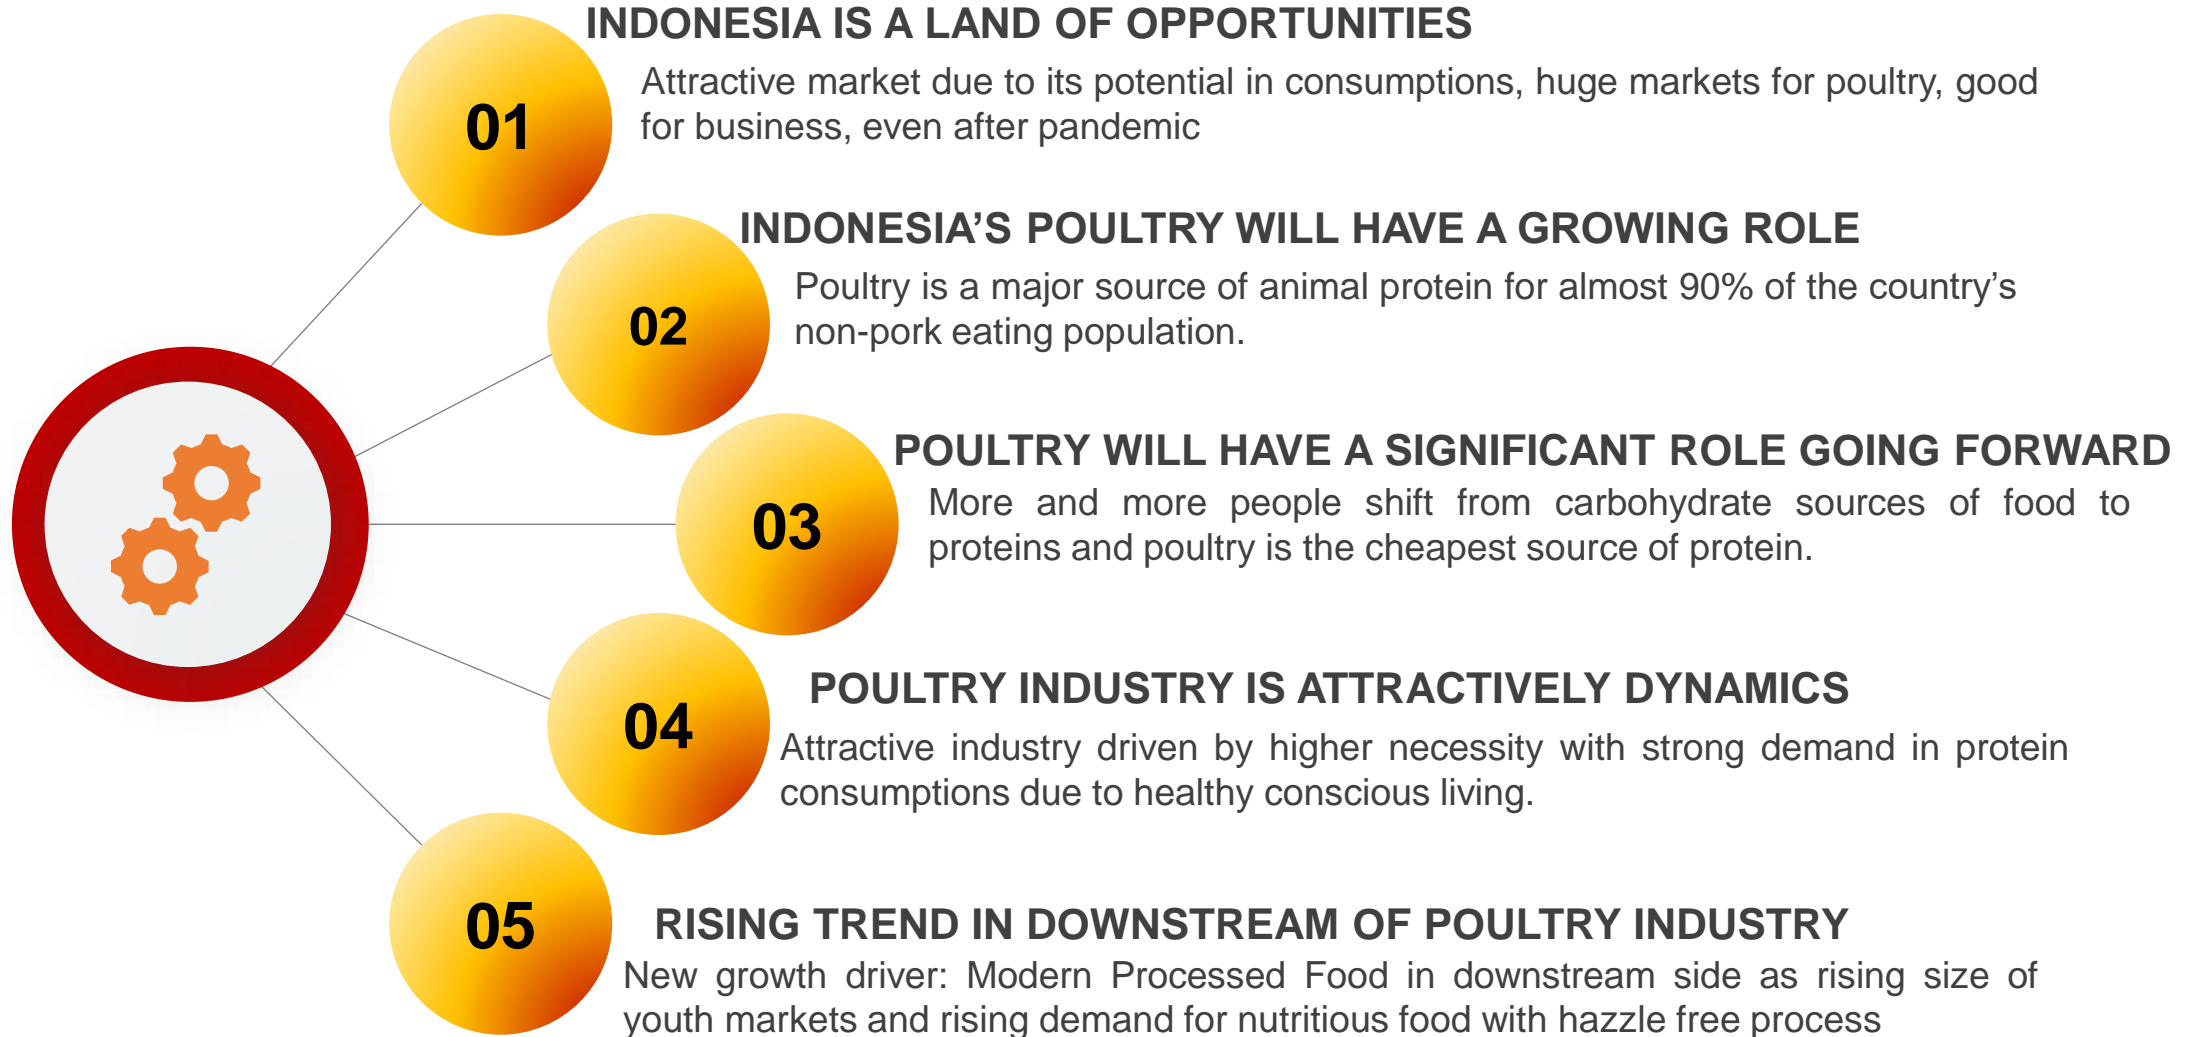 INDONESIA IS A LAND OF OPPORTUNITIES
01
Attractive market due to its potential in consumptions, huge markets for poultry, good
for business, even after pandemic
INDONESIA’S POULTRY WILL HAVE A GROWING ROLE
02
Poultry is a major source of animal protein for almost 90% of the country’s
non-pork eating population.
POULTRY WILL HAVE A SIGNIFICANT ROLE GOING FORWARD
03
More and more people shift from carbohydrate sources of food to
proteins and poultry is the cheapest source of protein.
POULTRY INDUSTRY IS ATTRACTIVELY DYNAMICS
04
Attractive industry driven by higher necessity with strong demand in protein
consumptions due to healthy conscious living.
RISING TREND IN DOWNSTREAM OF POULTRY INDUSTRY
05
New growth driver: Modern Processed Food in downstream side as rising size of
youth markets and rising demand for nutritious food with hazzle free process